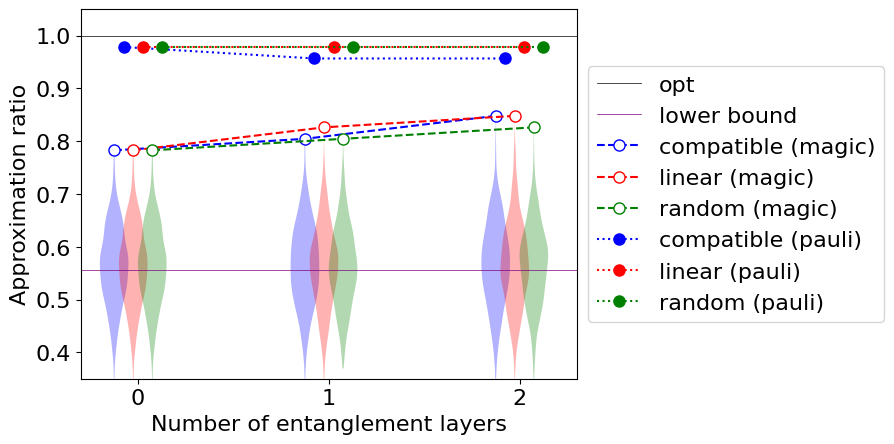 Approximation ratio
1.0
0.9
0.8
0.7
0.6
0.5
0.4
0
1
2
Number of entanglement layers
opt
lower bound
compatible (magic)
linear (magic)
random (magic)
compatible (pauli)
linear (pauli)
random (pauli)